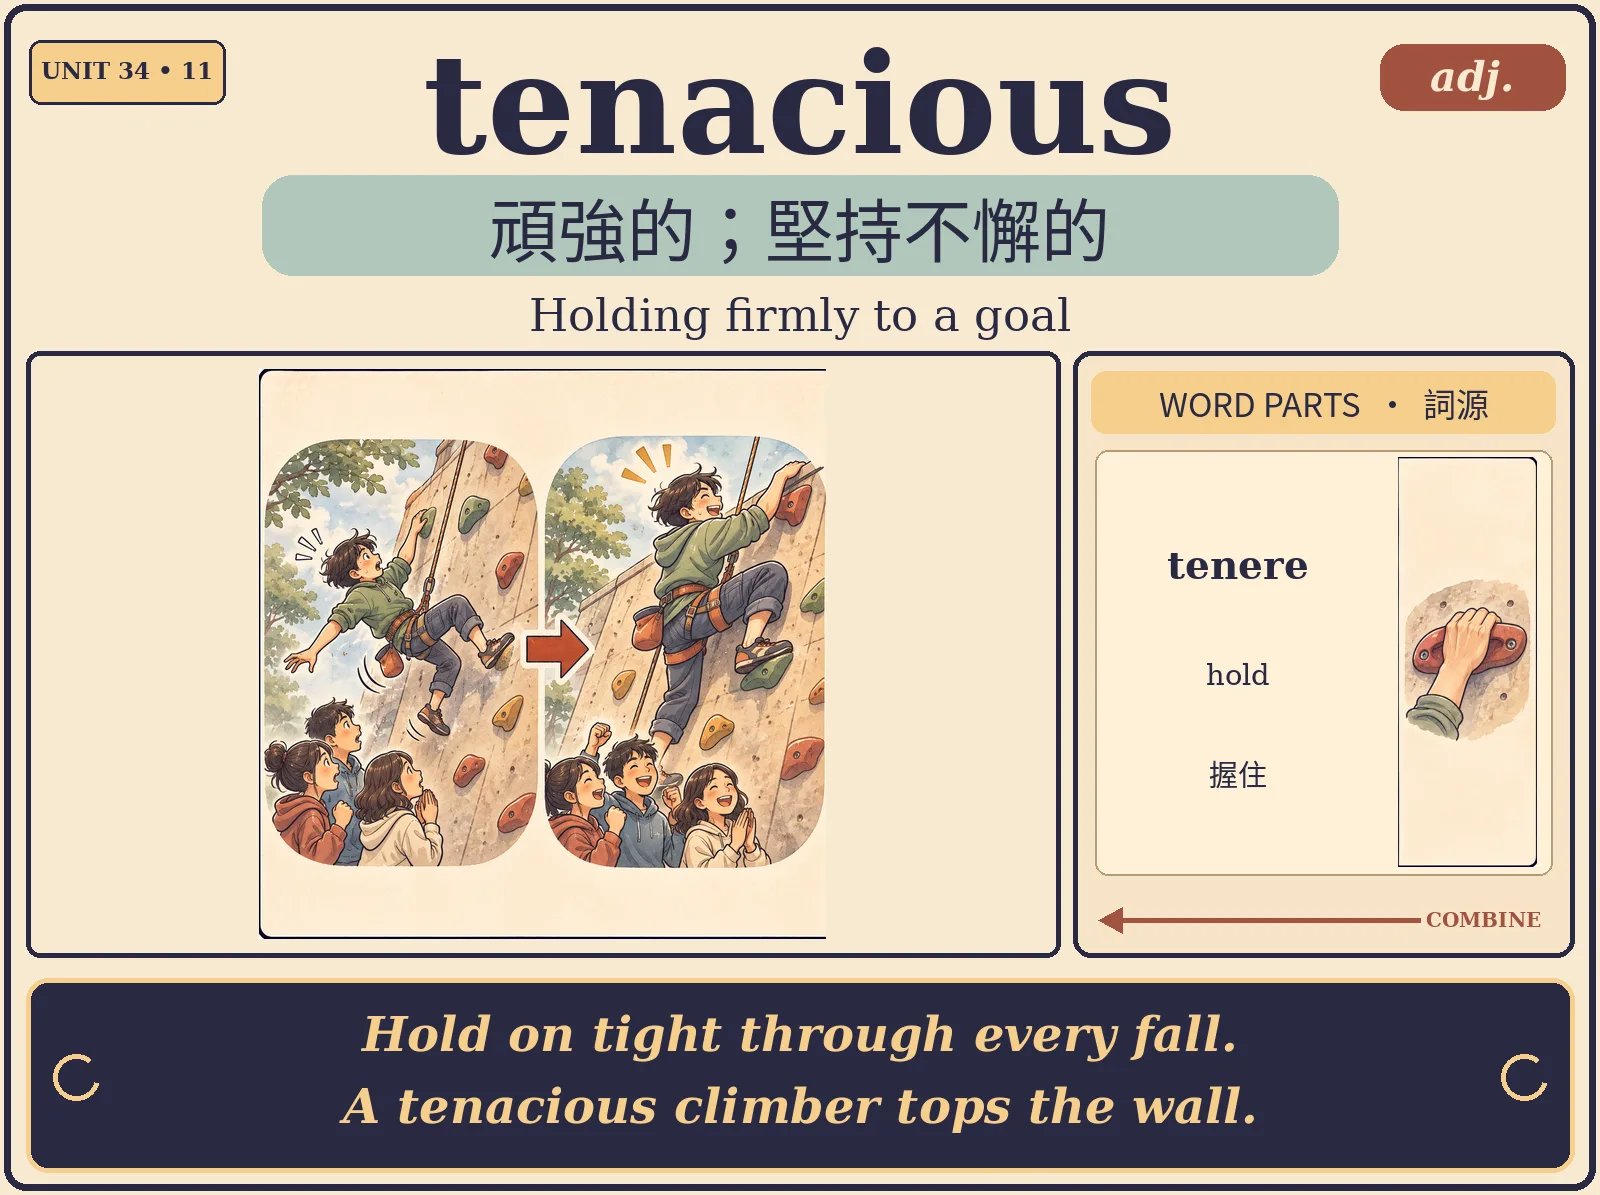 UNIT 34 • 11
tenacious
adj.
頑強的；堅持不懈的
Holding firmly to a goal
WORD PARTS ・ 詞源
tenere
hold
握住
COMBINE
Hold on tight through every fall.
A tenacious climber tops the wall.